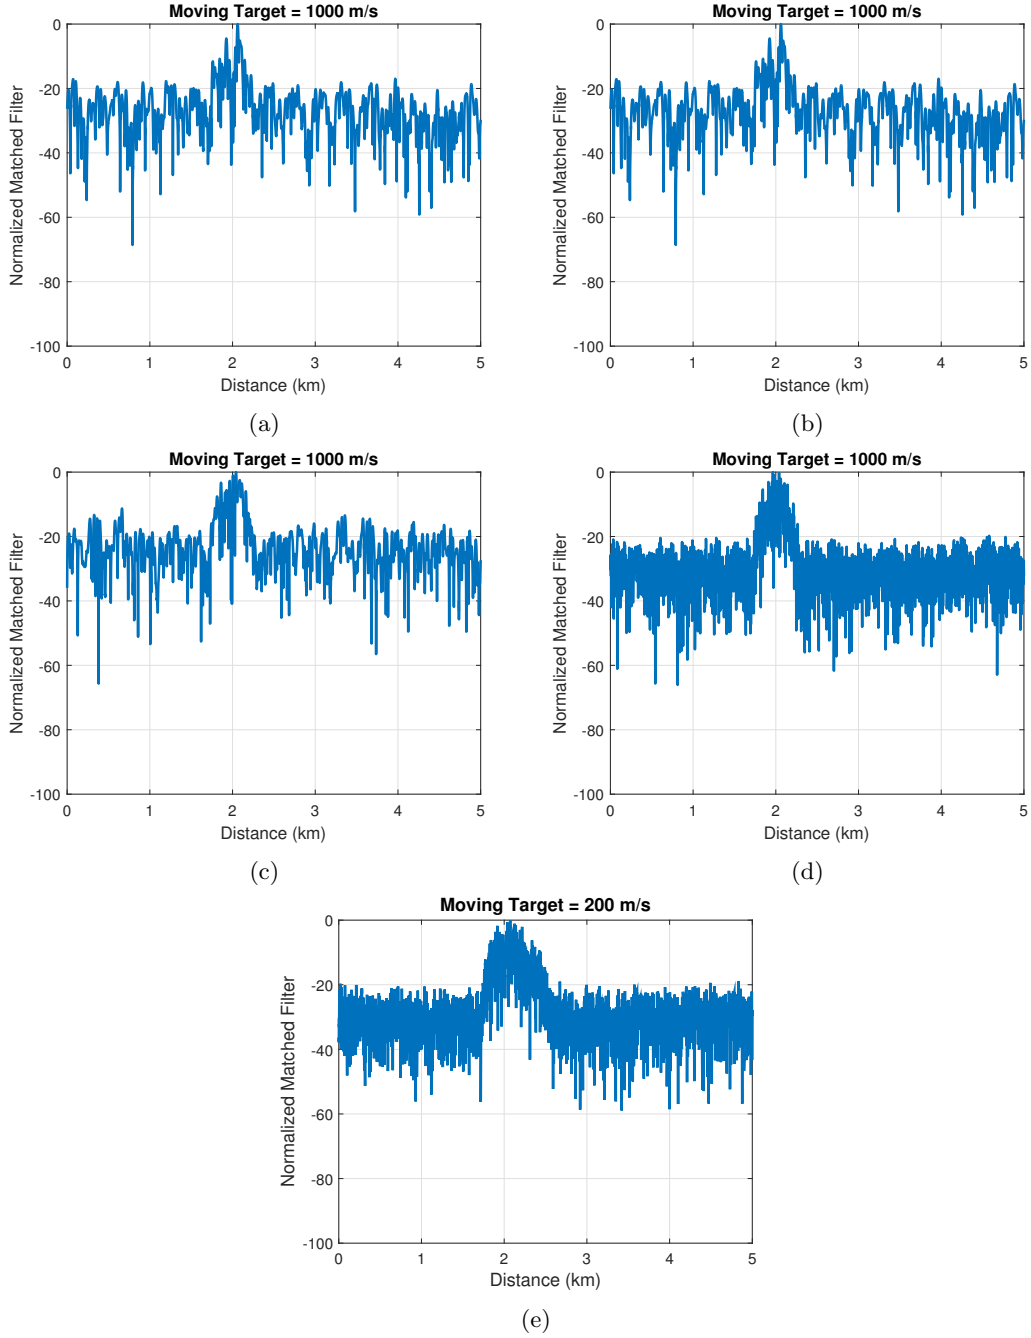 Moving Target = 1000 m/s
Normalized Matched Filter
0
-20
-40
-60
-80
-100
0 1 2 3 4 5
Distance (km)
(a)
Moving Target = 1000 m/s
Normalized Matched Filter
0
-20
-40
-60
-80
-100
0 1 2 3 4 5
Distance (km)
(b)
Moving Target = 1000 m/s
Normalized Matched Filter
0
-20
-40
-60
-80
-100
0 1 2 3 4 5
Distance (km)
(c)
Moving Target = 1000 m/s
Normalized Matched Filter
0
-20
-40
-60
-80
-100
0 1 2 3 4 5
Distance (km)
(d)
Moving Target = 200 m/s
Normalized Matched Filter
0
-20
-40
-60
-80
-100
0 1 2 3 4 5
Distance (km)
(e)